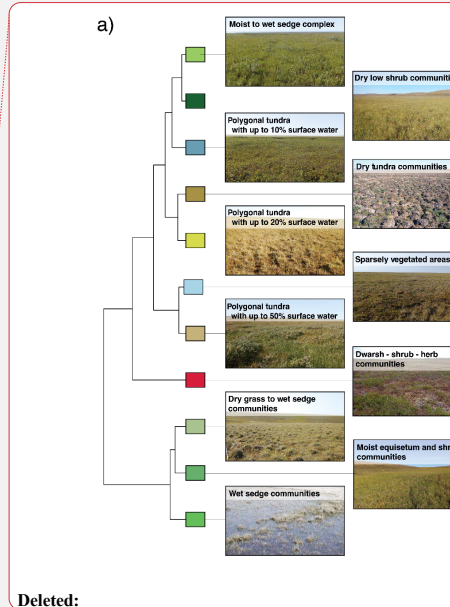 a)
Moist to wet sedge complex
Dry low shrub
Polygonal tundra
with up to 10% surface water
Dry tundra communities
Polygonal tundra
with up to 20% surface water
Sparsely vegetated areas
Polygonal tundra
with up to 50% surface water
Dwarsh - shrub - herb
communities
Dry grass to wet sedge
communities
Moist equisetum and
communities
Wet sedge communities
Deleted: